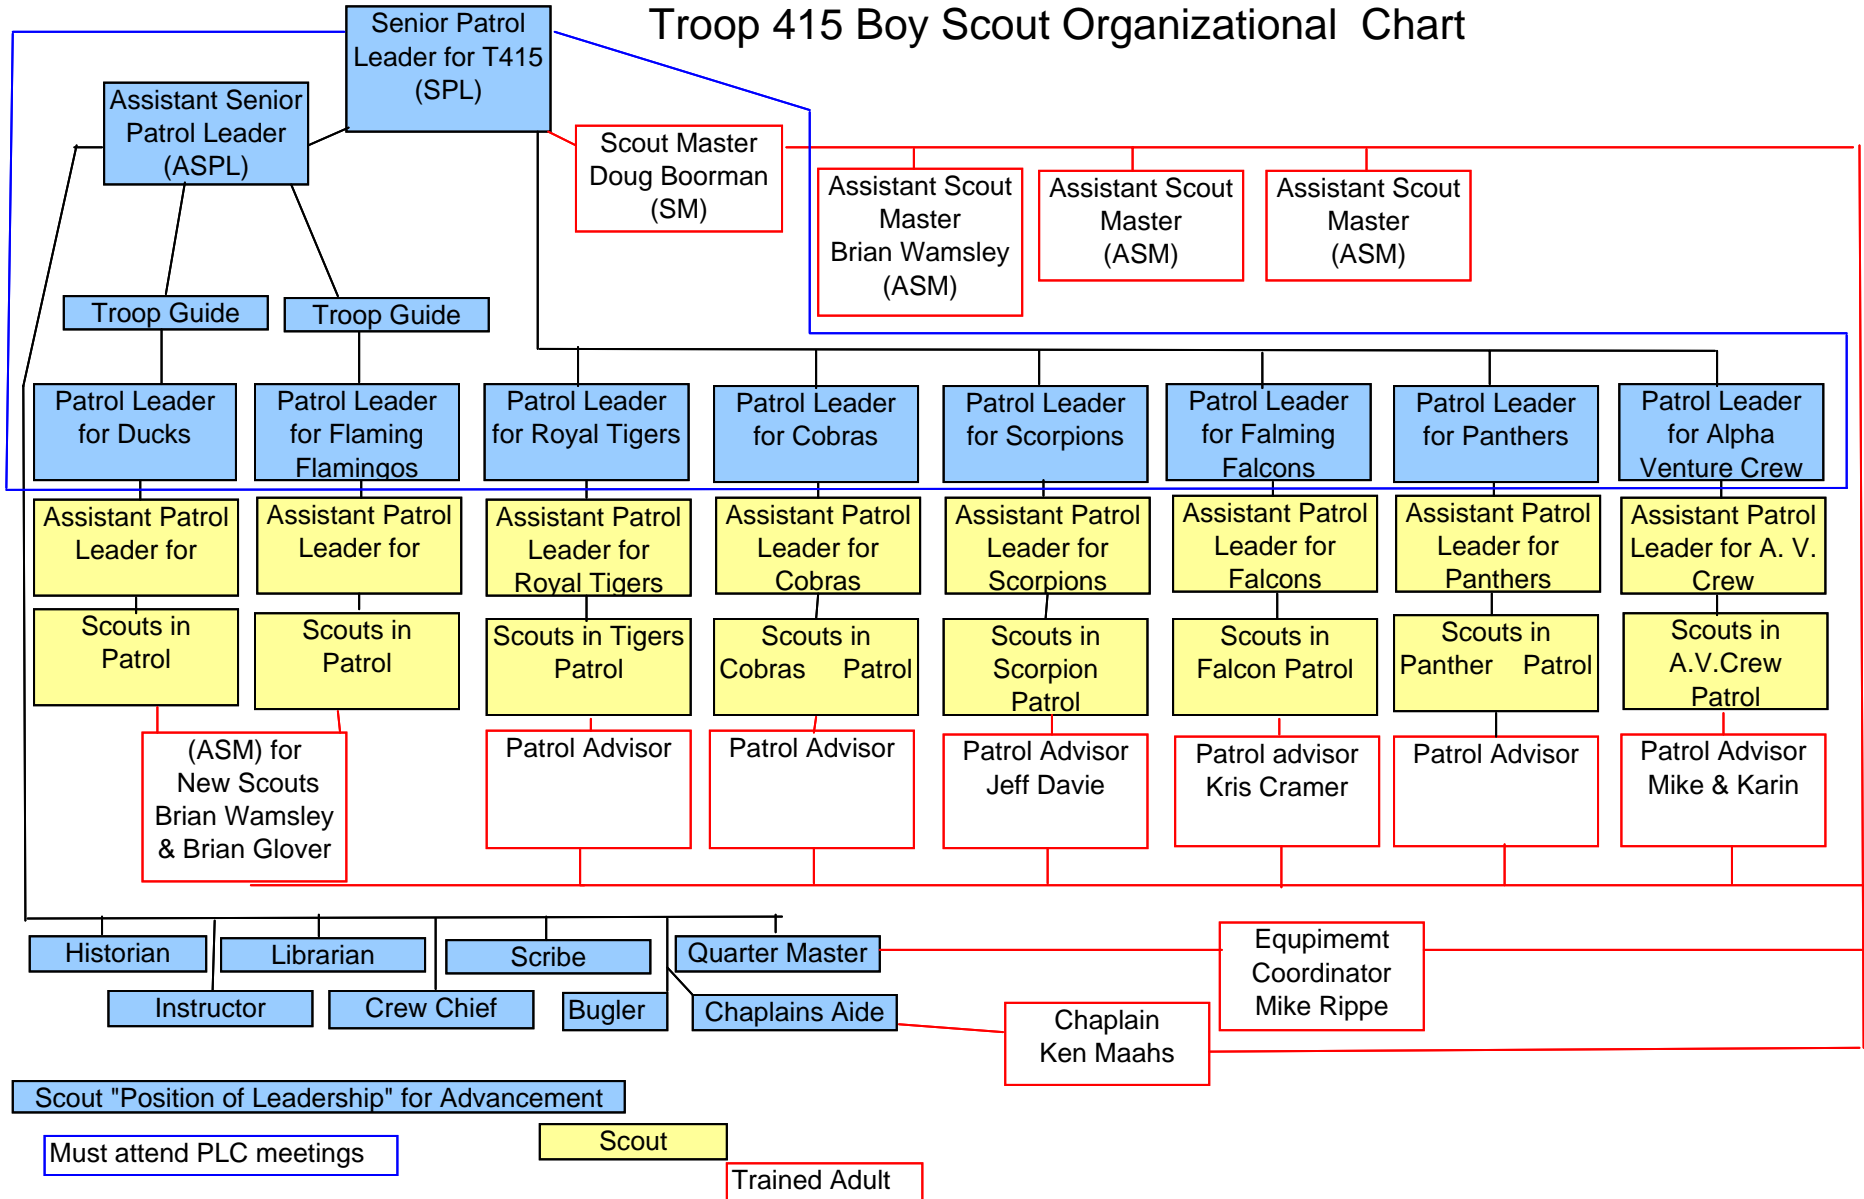 Troop 415 Boy Scout Organizational Chart
Senior Patrol
Leader for T415
(SPL)
Assistant Senior
Patrol Leader
(ASPL)
Scout Master
Doug Boorman
(SM)
Assistant Scout
Master
Brian Wamsley
(ASM)
Assistant Scout
Master
(ASM)
Assistant Scout
Master
(ASM)
Troop Guide
Troop Guide
Patrol Leader
for Ducks
Patrol Leader
for Flaming
Flamingos
Patrol Leader
for Royal Tigers
Patrol Leader
for Cobras
Patrol Leader
for Scorpions
Patrol Leader
for Falming
Falcons
Patrol Leader
for Panthers
Patrol Leader
for Alpha
Venture Crew
Assistant Patrol
Leader for
Assistant Patrol
Leader for
Assistant Patrol
Leader for
Royal Tigers
Assistant Patrol
Leader for
Cobras
Assistant Patrol
Leader for
Scorpions
Assistant Patrol
Leader for
Falcons
Assistant Patrol
Leader for
Panthers
Assistant Patrol
Leader for A. V.
Crew
Scouts in
Patrol
Scouts in
Patrol
Scouts in Tigers
Patrol
Scouts in
Cobras Patrol
Scouts in
Scorpion
Patrol
Scouts in
Falcon Patrol
Scouts in
Panther Patrol
Scouts in
A.V.Crew
Patrol
(ASM) for
New Scouts
Brian Wamsley
& Brian Glover
Patrol Advisor
Patrol Advisor
Patrol Advisor
Jeff Davie
Patrol advisor
Kris Cramer
Patrol Advisor
Patrol Advisor
Mike & Karin
Historian
Librarian
Scribe
Quarter Master
Equpimemt
Coordinator
Mike Rippe
Instructor
Crew Chief
Bugler
Chaplains Aide
Chaplain
Ken Maahs
Scout "Position of Leadership" for Advancement
Must attend PLC meetings
Scout
Trained Adult